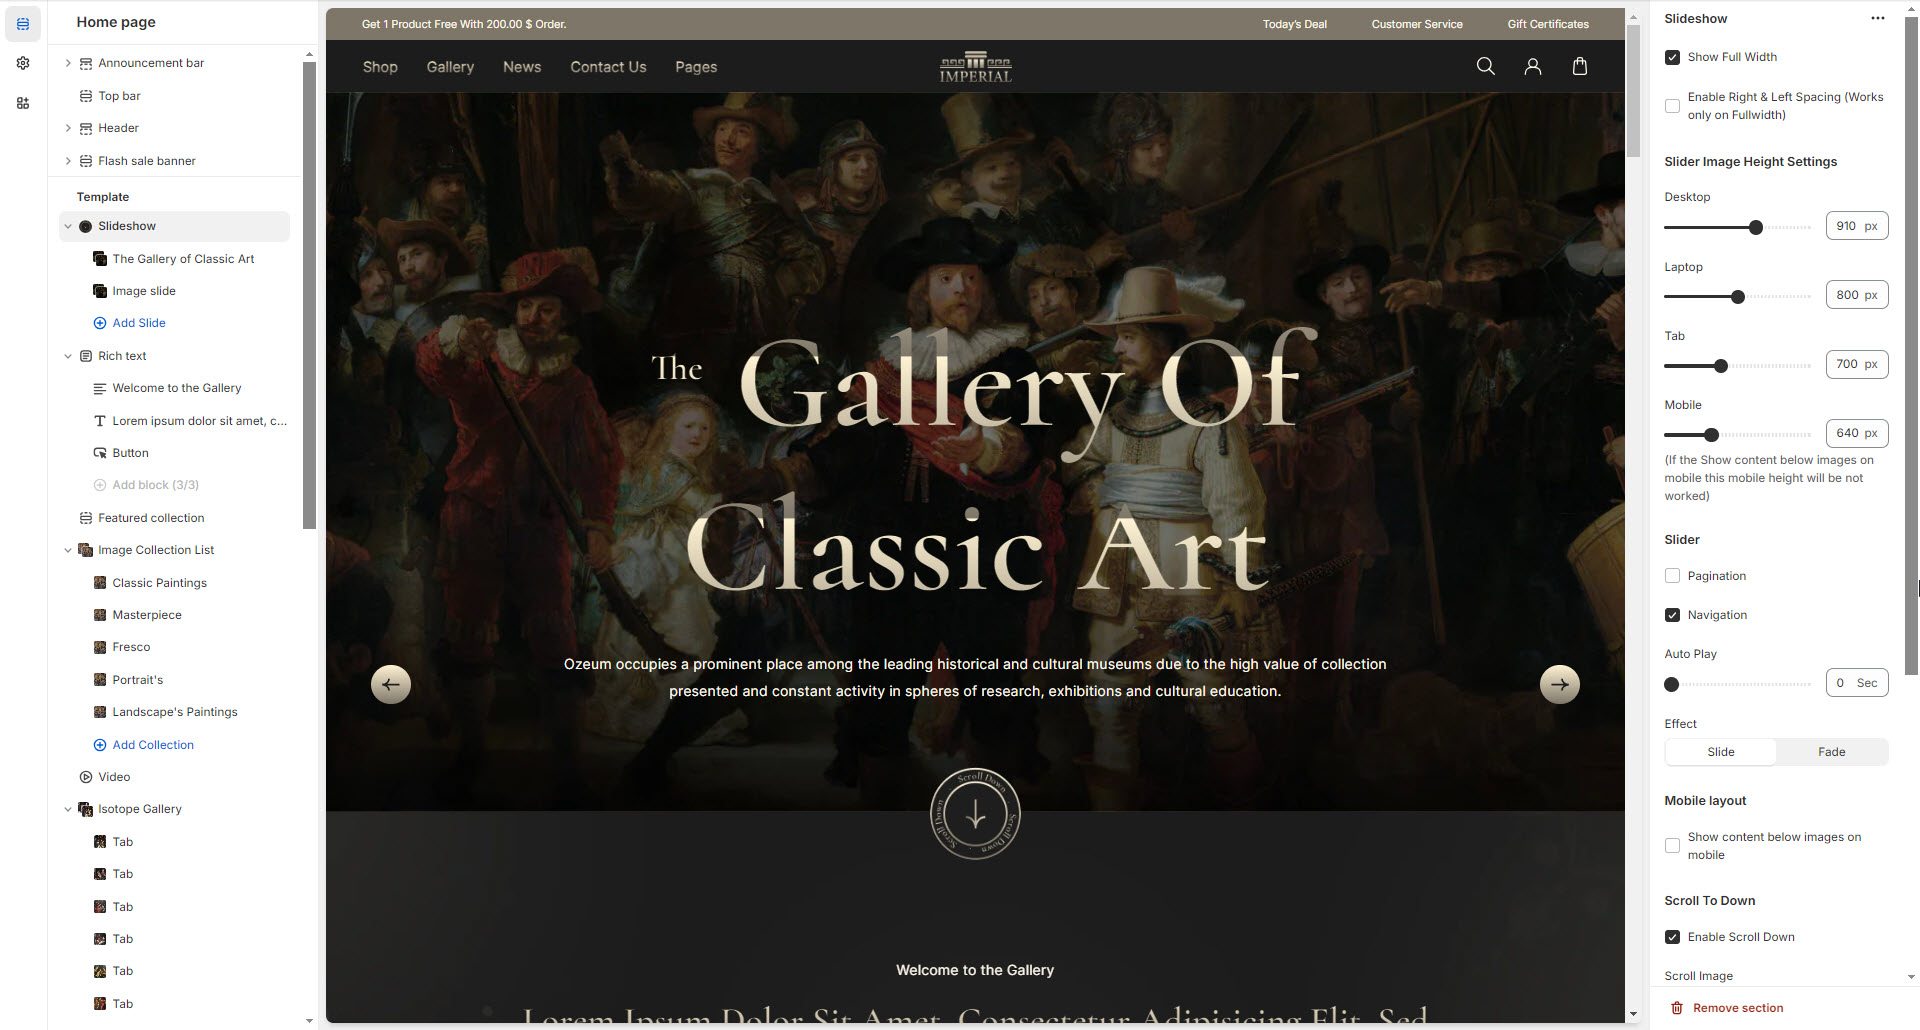 Home page
Announcement bar
Top bar
Header
Flash sale banner
Template
Slideshow
The Gallery of Classic Art
Image slide
Add Slide
Rich text
Welcome to the Gallery
Lorem ipsum dolor sit amet, c...
Button
Add block (3/3)
Featured collection
Image Collection List
Classic Paintings
Masterpiece
Fresco
Portrait's
Landscape's Paintings
Add Collection
Video
Isotope Gallery
Tab
Tab
Tab
Tab
Tab
Tab
Get 1 Product Free With 200.00 $ Order.
Today's Deal Customer Service Gift Certificates
Shop Gallery News Contact Us Pages
IMPERIAL
The Gallery Of
Classic Art
Ozeum occupies a prominent place among the leading historical and cultural museums due to the high value of collection
presented and constant activity in spheres of research, exhibitions and cultural education.
Scroll Down
Scroll Down
Scroll Down
Welcome to the Gallery
Lorem Ipsum Dolor Sit Amet, Consectetur Adipisicing Elit, Sed
Slideshow
Show Full Width
Enable Right & Left Spacing (Works
only on Fullwidth)
Slider Image Height Settings
Desktop
910 px
Laptop
800 px
Tab
700 px
Mobile
640 px
(If the Show content below images on
mobile this mobile height will be not
worked)
Slider
Pagination
Navigation
Auto Play
0 Sec
Effect
Slide Fade
Mobile layout
Show content below images on
mobile
Scroll To Down
Enable Scroll Down
Scroll Image
Remove section